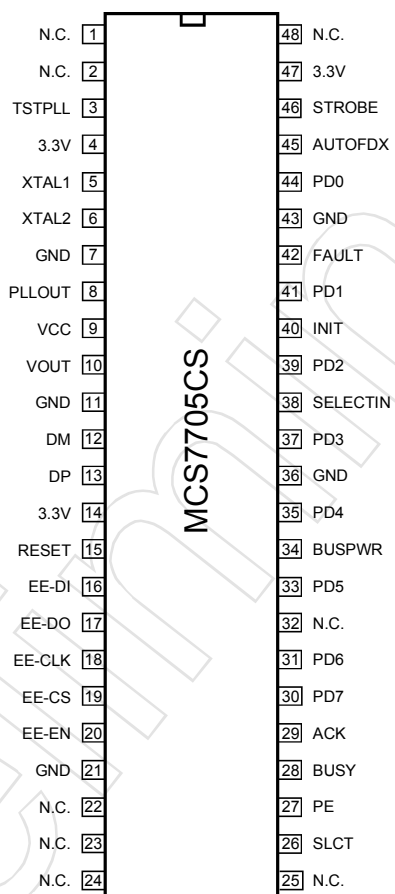 N.C. 1 48 N.C.
N.C. 2 47 3.3V
TSTPLL 3 46 STROBE
3.3V 4 45 AUTOFDX
XTAL1 5 44 PD0
XTAL2 6 43 GND
GND 7 42 FAULT
PLLOUT 8 41 PD1
VCC 9 40 INIT
VOUT 10 39 PD2
GND 11 38 SELECTIN
DM 12 37 PD3
DP 13 36 GND
3.3V 14 35 PD4
RESET 15 34 BUSPWR
EE-DI 16 33 PD5
EE-DO 17 32 N.C.
EE-CLK 18 31 PD6
EE-CS 19 30 PD7
EE-EN 20 29 ACK
GND 21 28 BUSY
N.C. 22 27 PE
N.C. 23 26 SLCT
N.C. 24 25 N.C.
MCS7705CS